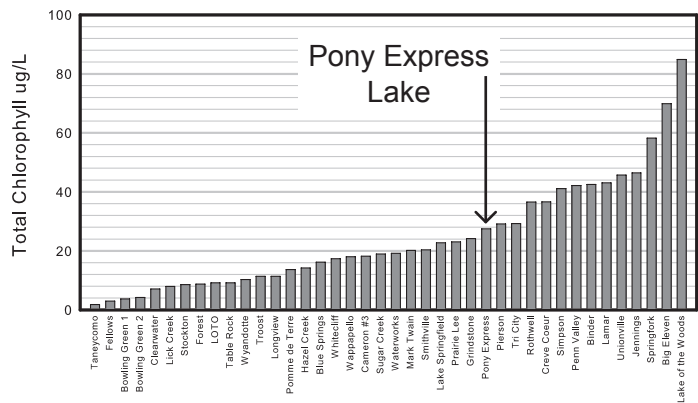 100
80
60
40
20
0
Total Chlorophyll ug/L
Pony Express
Lake
Taneycomo
Fellows
Bowling Green 1
Bowling Green 2
Clearwater
Lick Creek
Stockton
Forest
LOTO
Table Rock
Wyandotte
Troost
Longview
Pomme de Terre
Hazel Creek
Blue Springs
Whitecliff
Wappapello
Cameron #3
Sugar Creek
Waterworks
Mark Twain
Smithville
Lake Springfield
Prairie Lee
Grindstone
Pony Express
Pierson
Tri City
Rothwell
Creve Coeur
Simpson
Penn Valley
Binder
Lamar
Unionville
Jennings
Springfork
Big Eleven
Lake of the Woods